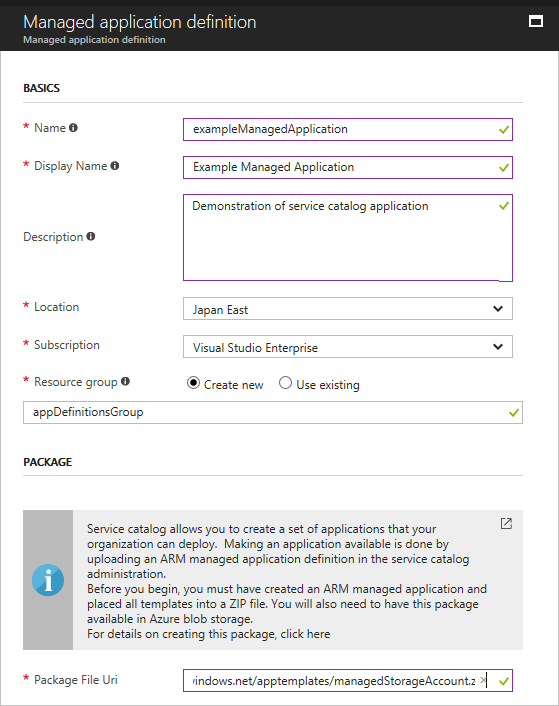 Managed application definition
Managed application definition
BASICS
* Name
exampleManagedApplication
* Display Name
Example Managed Application
Description
Demonstration of service catalog application
* Location
Japan East
* Subscription
Visual Studio Enterprise
* Resource group
Create new
Use existing
appDefinitionsGroup
PACKAGE
Service catalog allows you to create a set of applications that your
organization can deploy. Making an application available is done by
uploading an ARM managed application definition in the service catalog
administration.
Before you begin, you must have created an ARM managed application and
placed all templates into a ZIP file. You will also need to have this package
available in Azure blob storage.
For details on creating this package, click here
* Package File Uri
indows.net/apptemplates/managedStorageAccount.z